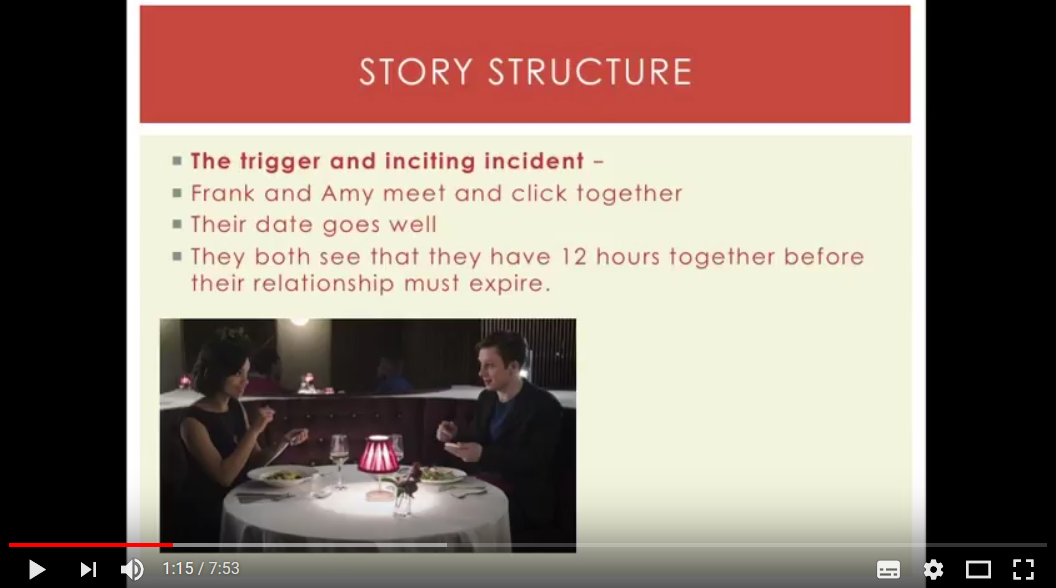 STORY STRUCTURE
The trigger and inciting incident –
Frank and Amy meet and click together
Their date goes well
They both see that they have 12 hours together before
their relationship must expire.
1:15 / 7:53